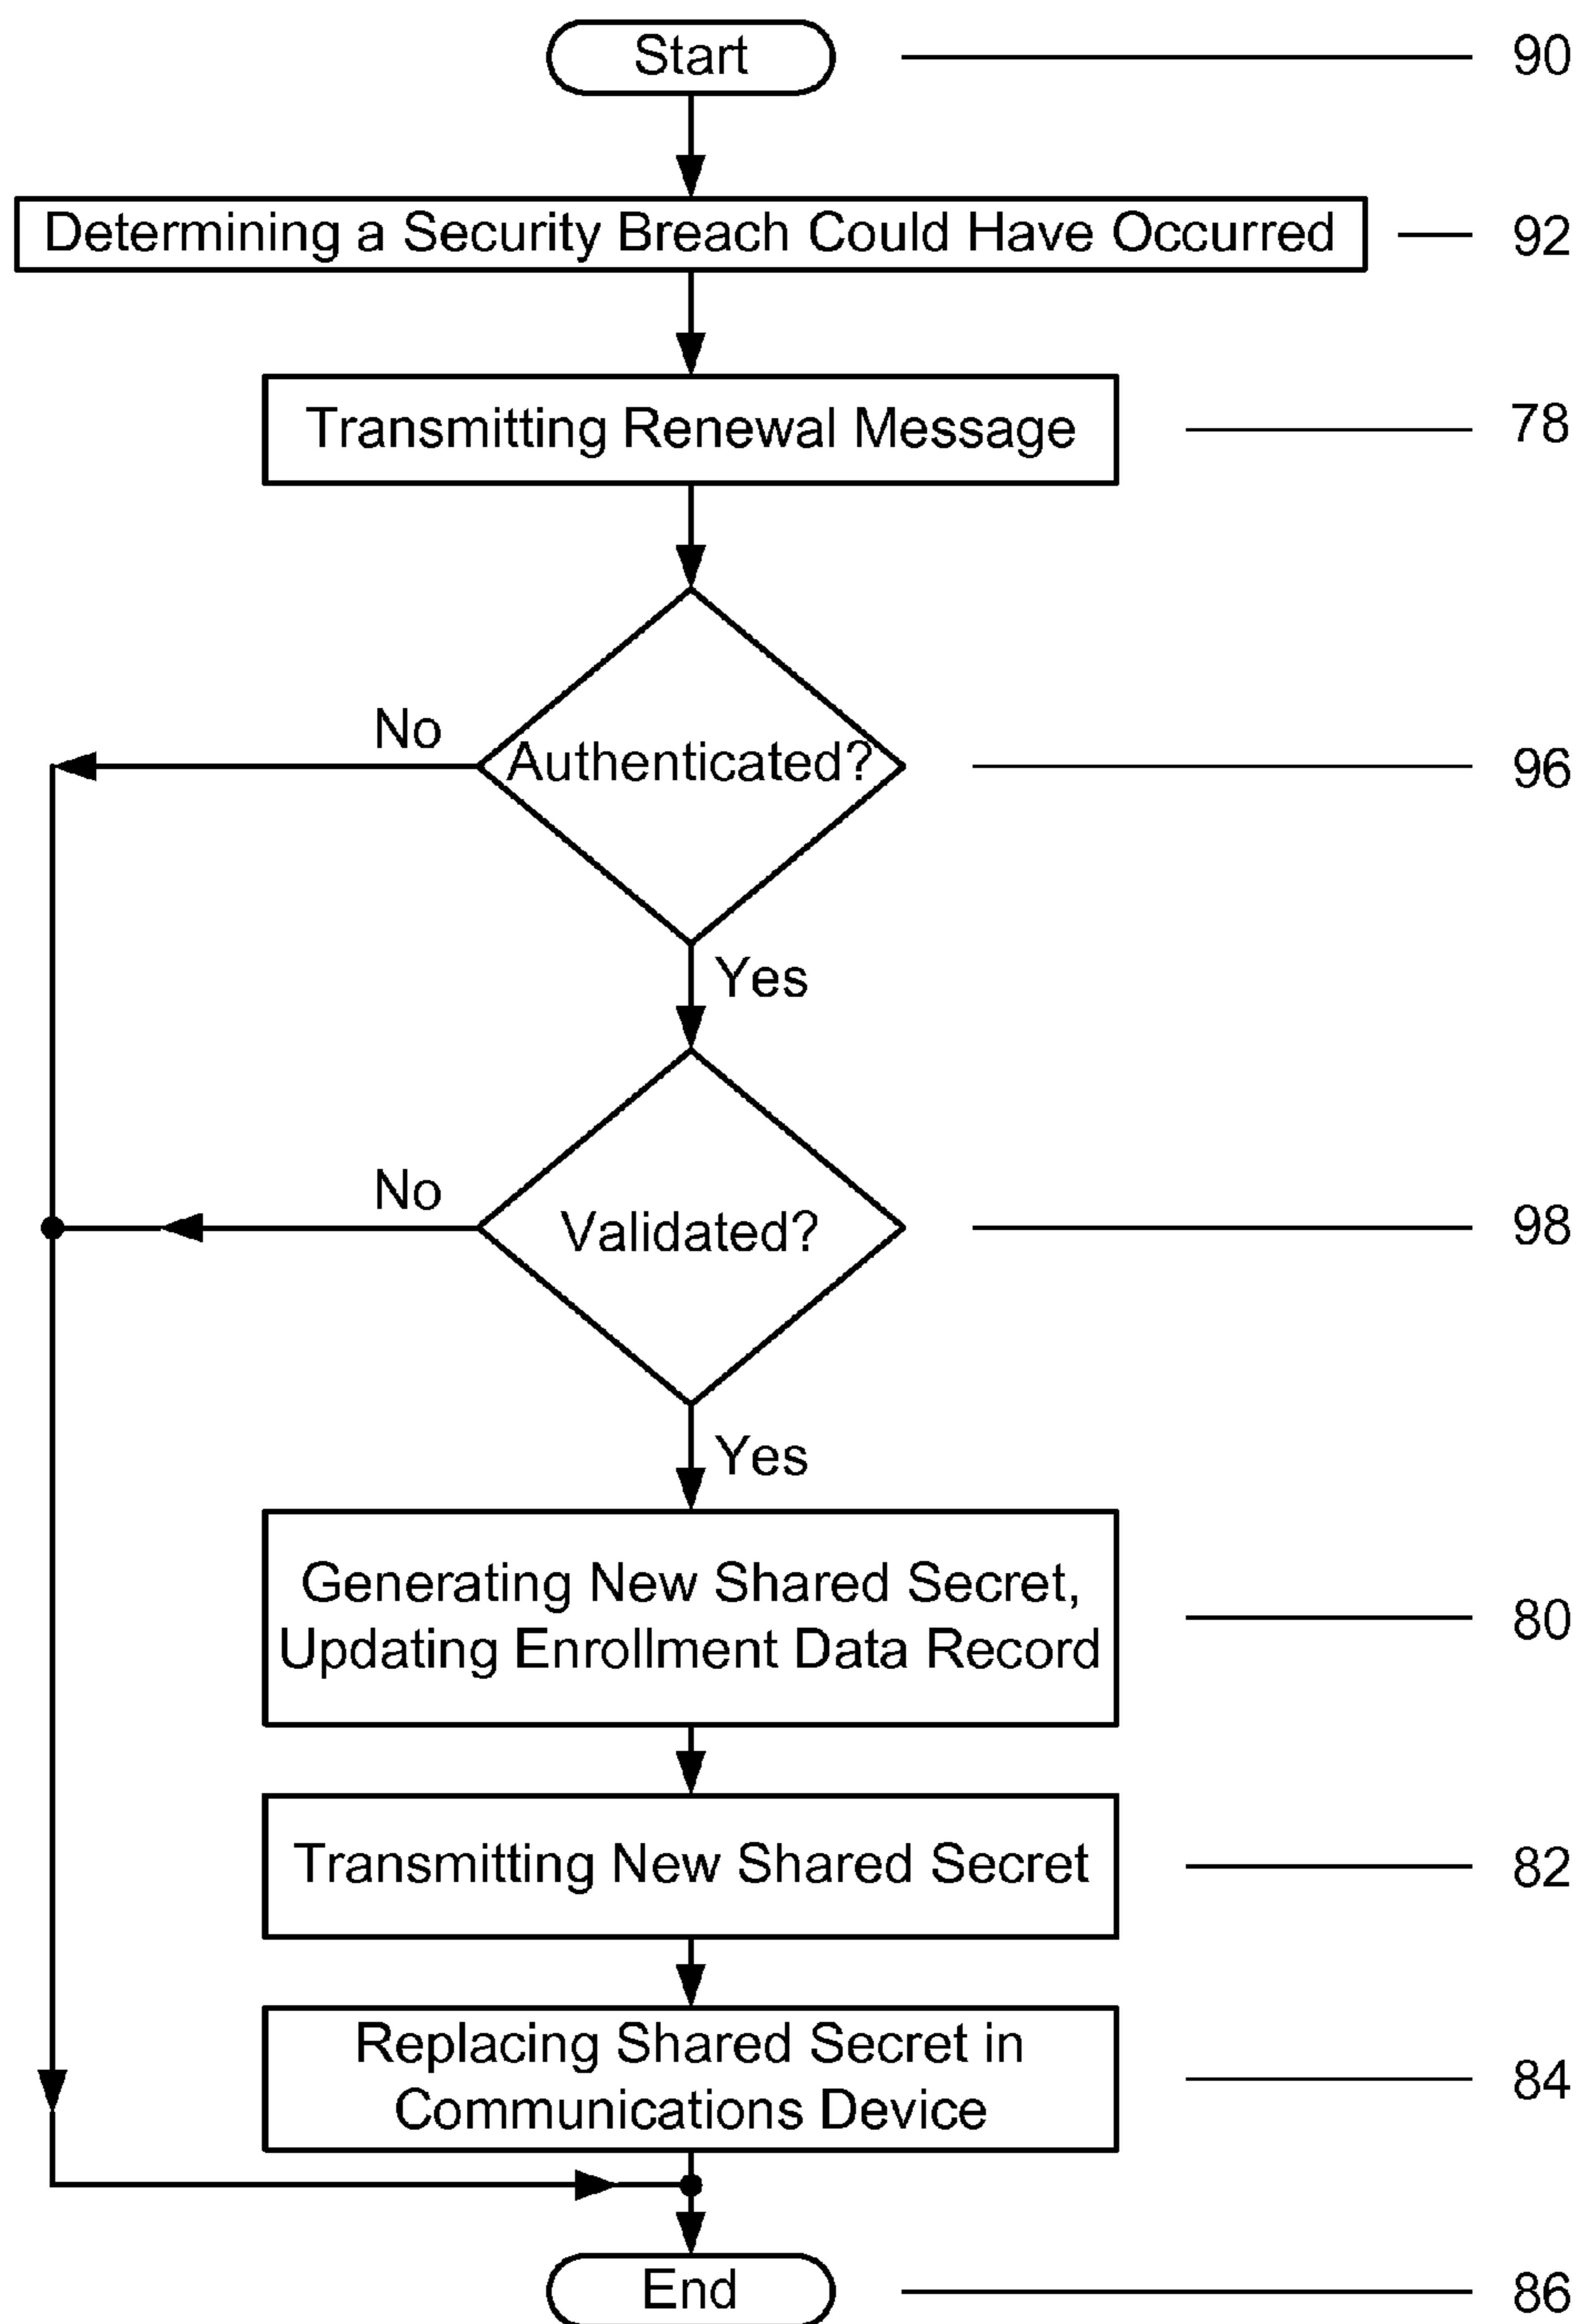 Start
90
Determining a Security Breach Could Have Occurred
92
Transmitting Renewal Message
78
No
Authenticated?
96
Yes
No
Validated?
98
Yes
Generating New Shared Secret,
Updating Enrollment Data Record
80
Transmitting New Shared Secret
82
Replacing Shared Secret in
Communications Device
84
End
86